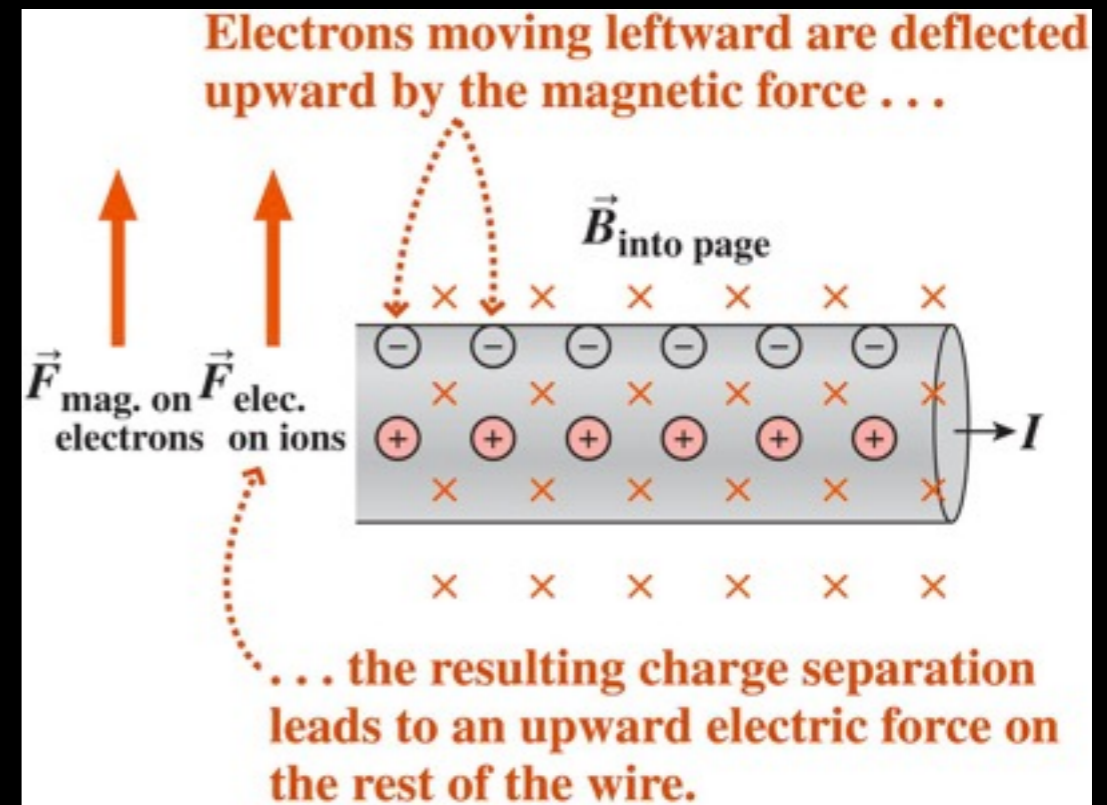 Electrons moving leftward are deflected
upward by the magnetic force . . .
B⃗ into page
F⃗ mag. on electrons
F⃗ elec. on ions
× × × × × ×
− − − − − −
× × × × × ×
+ + + + + +
I
× × × × × ×
× × × × × ×
. . . the resulting charge separation
leads to an upward electric force on
the rest of the wire.